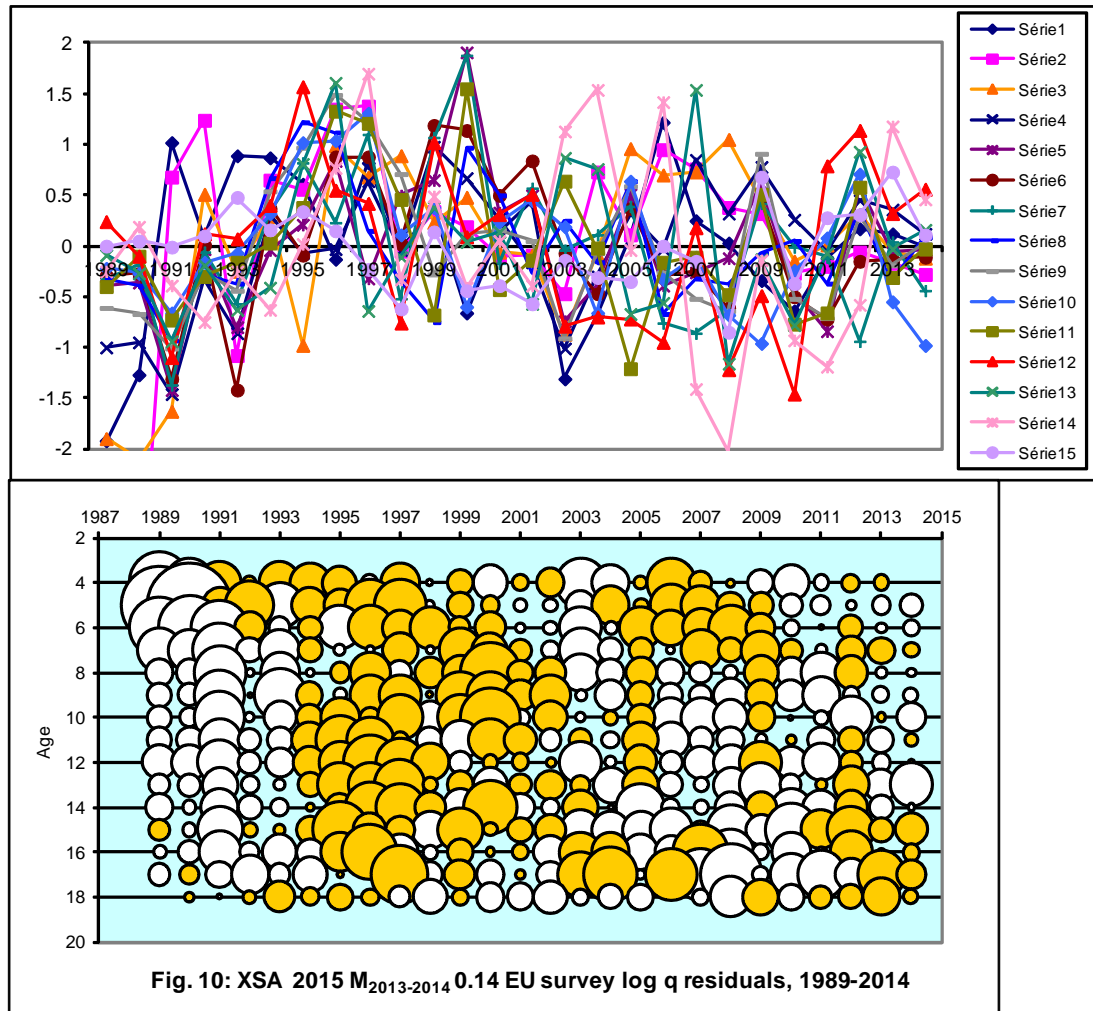 2
1.5
1
0.5
0
-0.5
-1
-1.5
-2
1989 1991 1993 1995 1997 1999 2001 2003 2005 2007 2009 2011 2013
Série1
Série2
Série3
Série4
Série5
Série6
Série7
Série8
Série9
Série10
Série11
Série12
Série13
Série14
Série15
1987 1989 1991 1993 1995 1997 1999 2001 2003 2005 2007 2009 2011 2013 2015
2
4
6
8
10
12
14
16
18
20
Age
Fig. 10: XSA 2015 M2013-2014 0.14 EU survey log q residuals, 1989-2014